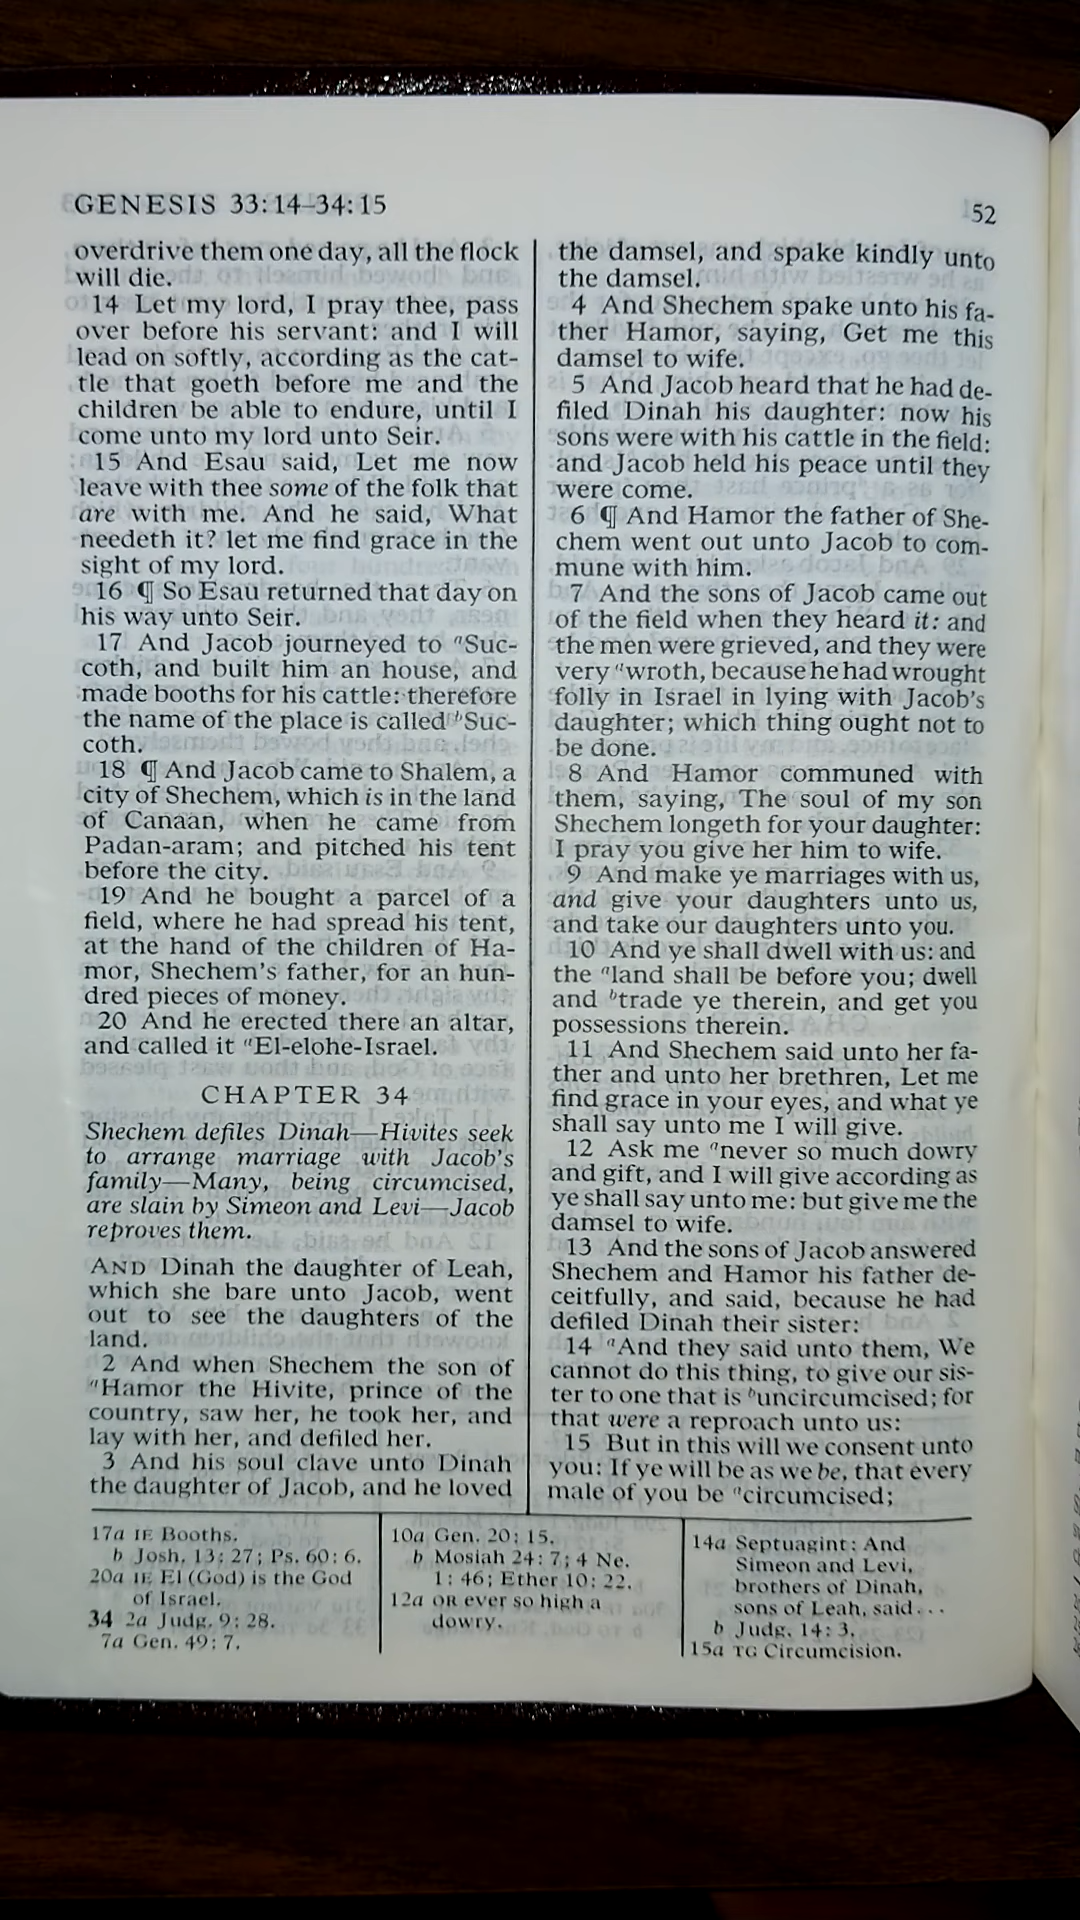 GENESIS 33:14–34:15
52
overdrive them one day, all the flock
will die.
14 Let my lord, I pray thee, pass
over before his servant: and I will
lead on softly, according as the cat-
tle that goeth before me and the
children be able to endure, until I
come unto my lord unto Seir.
15 And Esau said, Let me now
leave with thee some of the folk that
are with me. And he said, What
needeth it? let me find grace in the
sight of my lord.
16 ¶ So Esau returned that day on
his way unto Seir.
17 And Jacob journeyed to aSuc-
coth, and built him an house, and
made booths for his cattle: therefore
the name of the place is called bSuc-
coth.
18 ¶ And Jacob came to Shalem, a
city of Shechem, which is in the land
of Canaan, when he came from
Padan-aram; and pitched his tent
before the city.
19 And he bought a parcel of a
field, where he had spread his tent,
at the hand of the children of Ha-
mor, Shechem's father, for an hun-
dred pieces of money.
20 And he erected there an altar,
and called it aEl-elohe-Israel.
CHAPTER 34
Shechem defiles Dinah—Hivites seek
to arrange marriage with Jacob's
family—Many, being circumcised,
are slain by Simeon and Levi—Jacob
reproves them.
AND Dinah the daughter of Leah,
which she bare unto Jacob, went
out to see the daughters of the
land.
2 And when Shechem the son of
aHamor the Hivite, prince of the
country, saw her, he took her, and
lay with her, and defiled her.
3 And his soul clave unto Dinah
the daughter of Jacob, and he loved
the damsel, and spake kindly unto
the damsel.
4 And Shechem spake unto his fa-
ther Hamor, saying, Get me this
damsel to wife.
5 And Jacob heard that he had de-
filed Dinah his daughter: now his
sons were with his cattle in the field:
and Jacob held his peace until they
were come.
6 ¶ And Hamor the father of She-
chem went out unto Jacob to com-
mune with him.
7 And the sons of Jacob came out
of the field when they heard it: and
the men were grieved, and they were
very awroth, because he had wrought
folly in Israel in lying with Jacob's
daughter; which thing ought not to
be done.
8 And Hamor communed with
them, saying, The soul of my son
Shechem longeth for your daughter:
I pray you give her him to wife.
9 And make ye marriages with us,
and give your daughters unto us,
and take our daughters unto you.
10 And ye shall dwell with us: and
the aland shall be before you; dwell
and btrade ye therein, and get you
possessions therein.
11 And Shechem said unto her fa-
ther and unto her brethren, Let me
find grace in your eyes, and what ye
shall say unto me I will give.
12 Ask me anever so much dowry
and gift, and I will give according as
ye shall say unto me: but give me the
damsel to wife.
13 And the sons of Jacob answered
Shechem and Hamor his father de-
ceitfully, and said, because he had
defiled Dinah their sister:
14 aAnd they said unto them, We
cannot do this thing, to give our sis-
ter to one that is buncircumcised; for
that were a reproach unto us:
15 But in this will we consent unto
you: If ye will be as we be, that every
male of you be acircumcised;
17a IE Booths.
b Josh. 13: 27; Ps. 60: 6.
20a IE El (God) is the God
of Israel.
34 2a Judg. 9: 28.
7a Gen. 49: 7.
10a Gen. 20: 15.
b Mosiah 24: 7; 4 Ne.
1: 46; Ether 10: 22.
12a OR ever so high a
dowry.
14a Septuagint: And
Simeon and Levi,
brothers of Dinah,
sons of Leah, said . . .
b Judg. 14: 3.
15a TG Circumcision.